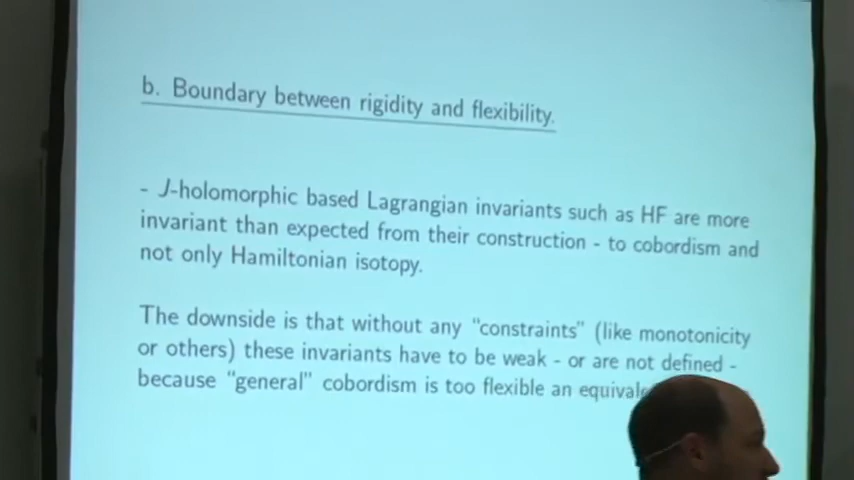 b. Boundary between rigidity and flexibility.
- J-holomorphic based Lagrangian invariants such as HF are more
invariant than expected from their construction - to cobordism and
not only Hamiltonian isotopy.
The downside is that without any “constraints” (like monotonicity
or others) these invariants have to be weak - or are not defined -
because “general” cobordism is too flexible an